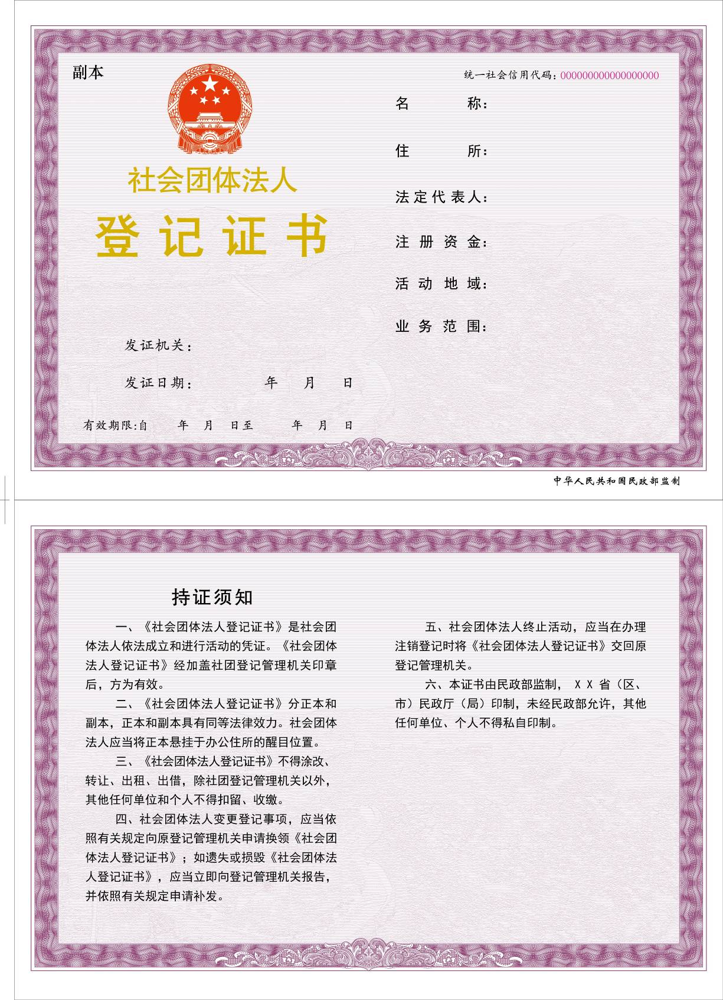 副本
社会团体法人
登记证书
发证机关：
发证日期： 年 月 日
有效期限:自 年 月 日至 年 月 日
统一社会信用代码：000000000000000000
名 称：
住 所：
法定代表人：
注册资金：
活动地域：
业务范围：
中华人民共和国民政部监制
持证须知
一、《社会团体法人登记证书》是社会团
体法人依法成立和进行活动的凭证。《社会团体
法人登记证书》经加盖社团登记管理机关印章
后，方为有效。
二、《社会团体法人登记证书》分正本和
副本，正本和副本具有同等法律效力。社会团体
法人应当将正本悬挂于办公住所的醒目位置。
三、《社会团体法人登记证书》不得涂改、
转让、出租、出借，除社团登记管理机关以外，
其他任何单位和个人不得扣留、收缴。
四、社会团体法人变更登记事项，应当依
照有关规定向原登记管理机关申请换领《社会团
体法人登记证书》；如遗失或损毁《社会团体法
人登记证书》，应当立即向登记管理机关报告，
并依照有关规定申请补发。
五、社会团体法人终止活动，应当在办理
注销登记时将《社会团体法人登记证书》交回原
登记管理机关。
六、本证书由民政部监制， X X 省（区、
市）民政厅（局）印制，未经民政部允许，其他
任何单位、个人不得私自印制。